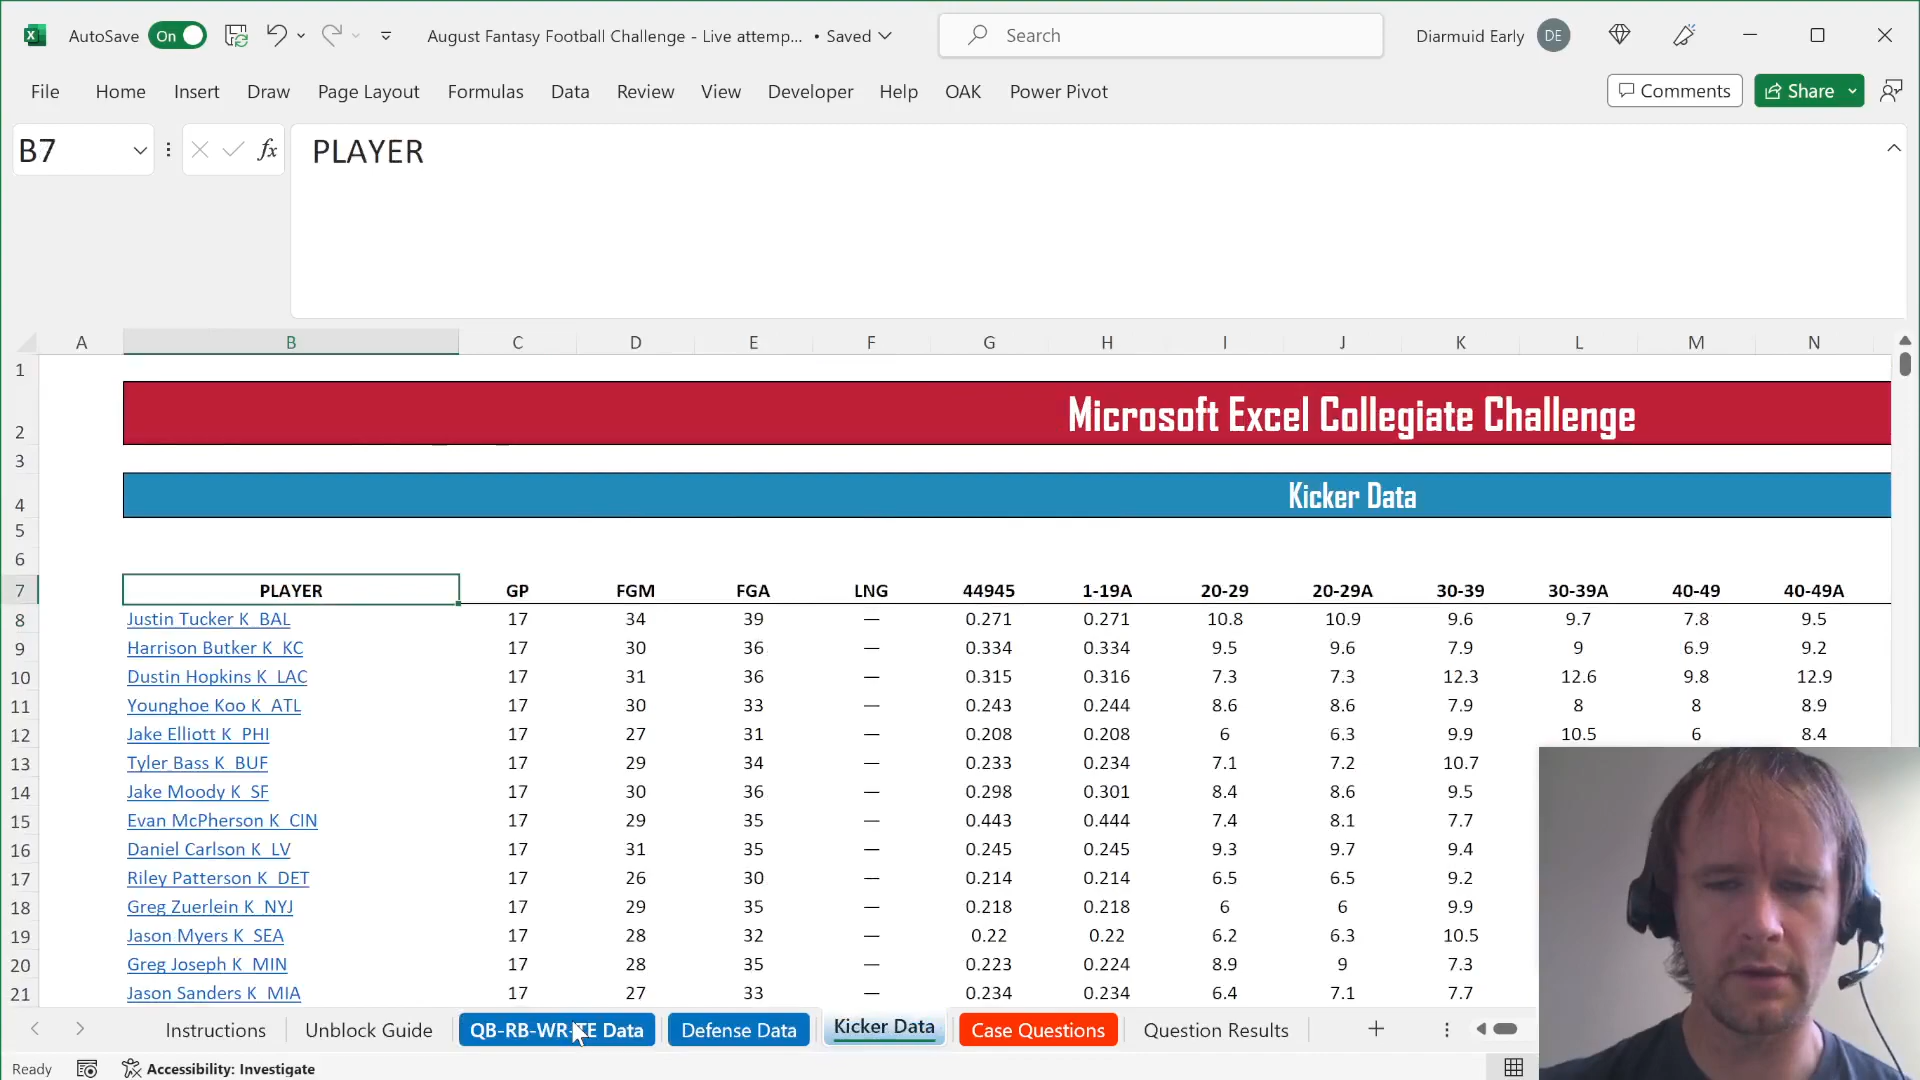 AutoSave On August Fantasy Football Challenge - Live attemp... • Saved Search Diarmuid Early DE
File Home Insert Draw Page Layout Formulas Data Review View Developer Help OAK Power Pivot Comments Share
B7 fx PLAYER
A B C D E F G H I J K L M N
1
2 Microsoft Excel Collegiate Challenge
3
4 Kicker Data
5
6
7 PLAYER GP FGM FGA LNG 44945 1-19A 20-29 20-29A 30-39 30-39A 40-49 40-49A
8 Justin Tucker K BAL 17 34 39 — 0.271 0.271 10.8 10.9 9.6 9.7 7.8 9.5
9 Harrison Butker K KC 17 30 36 — 0.334 0.334 9.5 9.6 7.9 9 6.9 9.2
10 Dustin Hopkins K LAC 17 31 36 — 0.315 0.316 7.3 7.3 12.3 12.6 9.8 12.9
11 Younghoe Koo K ATL 17 30 33 — 0.243 0.244 8.6 8.6 7.9 8 8 8.9
12 Jake Elliott K PHI 17 27 31 — 0.208 0.208 6 6.3 9.9 10.5 6 8.4
13 Tyler Bass K BUF 17 29 34 — 0.233 0.234 7.1 7.2 10.7
14 Jake Moody K SF 17 30 36 — 0.298 0.301 8.4 8.6 9.5
15 Evan McPherson K CIN 17 29 35 — 0.443 0.444 7.4 8.1 7.7
16 Daniel Carlson K LV 17 31 35 — 0.245 0.245 9.3 9.7 9.4
17 Riley Patterson K DET 17 26 30 — 0.214 0.214 6.5 6.5 9.2
18 Greg Zuerlein K NYJ 17 29 35 — 0.218 0.218 6 6 9.9
19 Jason Myers K SEA 17 28 32 — 0.22 0.22 6.2 6.3 10.5
20 Greg Joseph K MIN 17 28 35 — 0.223 0.224 8.9 9 7.3
21 Jason Sanders K MIA 17 27 33 — 0.234 0.234 6.4 7.1 7.7
Instructions Unblock Guide QB-RB-WR-TE Data Defense Data Kicker Data Case Questions Question Results
Ready Accessibility: Investigate